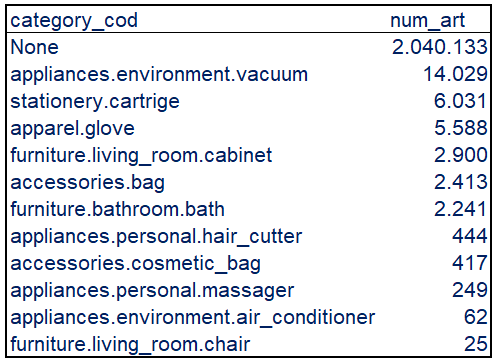 category_cod num_art
None 2.040.133
appliances.environment.vacuum 14.029
stationery.cartrige 6.031
apparel.glove 5.588
furniture.living_room.cabinet 2.900
accessories.bag 2.413
furniture.bathroom.bath 2.241
appliances.personal.hair_cutter 444
accessories.cosmetic_bag 417
appliances.personal.massager 249
appliances.environment.air_conditioner 62
furniture.living_room.chair 25